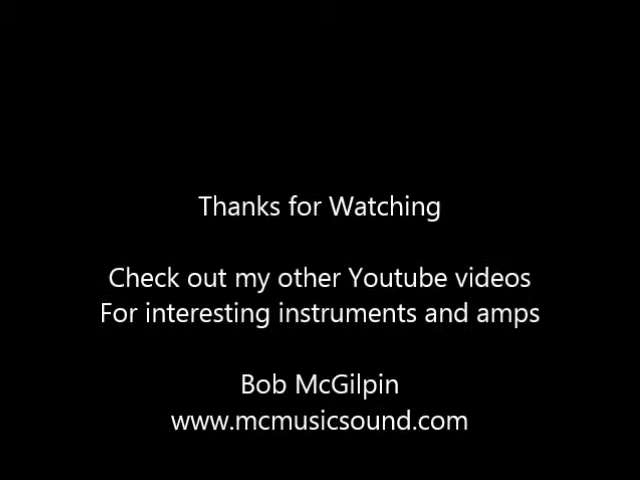 Thanks for Watching
Check out my other Youtube videos
For interesting instruments and amps
Bob McGilpin
www.mcmusicsound.com